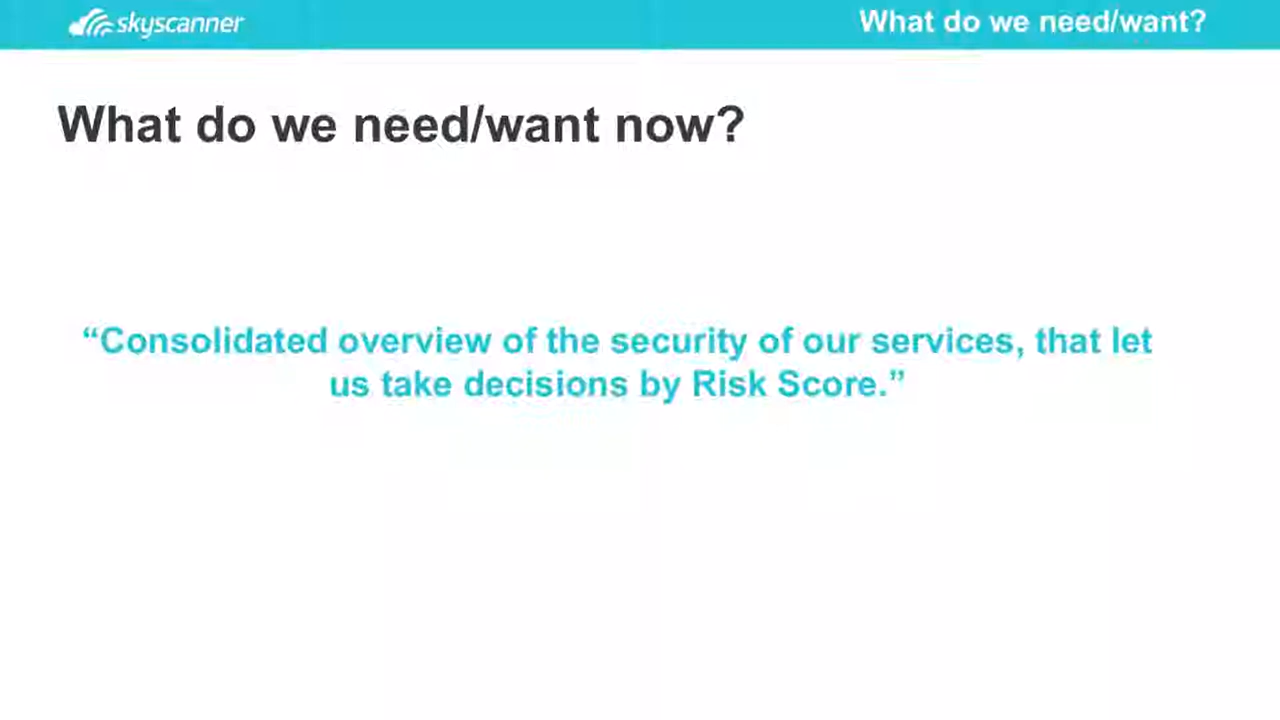 skyscanner
What do we need/want?
What do we need/want now?
“Consolidated overview of the security of our services, that let
us take decisions by Risk Score.”